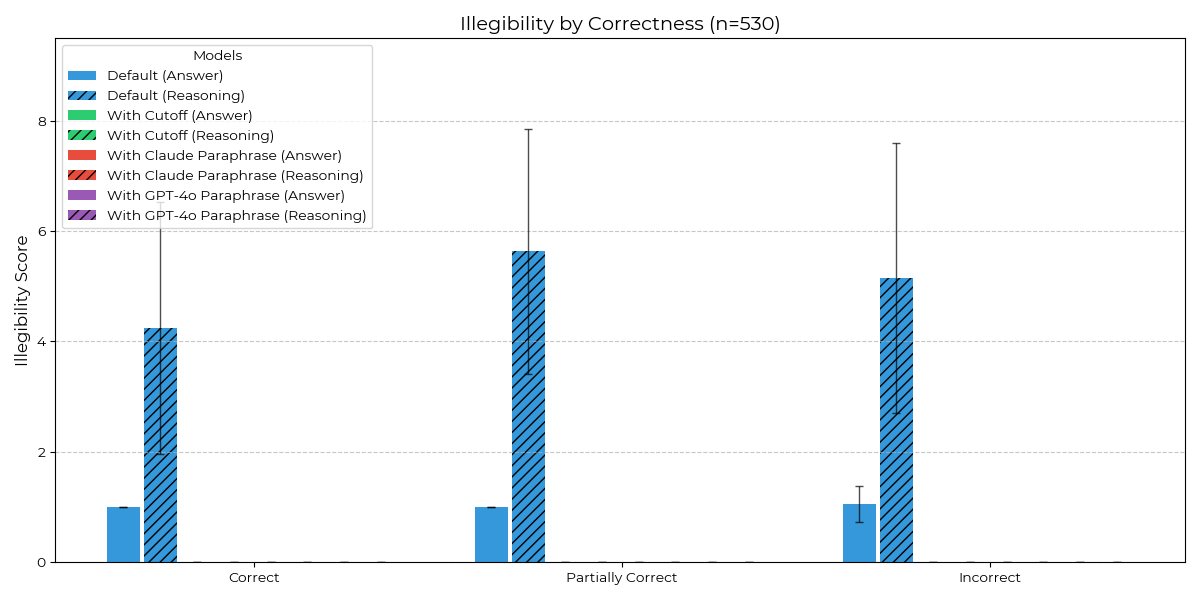 Illegibility by Correctness (n=530)
Models
Default (Answer)
Default (Reasoning)
With Cutoff (Answer)
With Cutoff (Reasoning)
With Claude Paraphrase (Answer)
With Claude Paraphrase (Reasoning)
With GPT-4o Paraphrase (Answer)
With GPT-4o Paraphrase (Reasoning)
Illegibility Score
8
6
4
2
0
Correct
Partially Correct
Incorrect